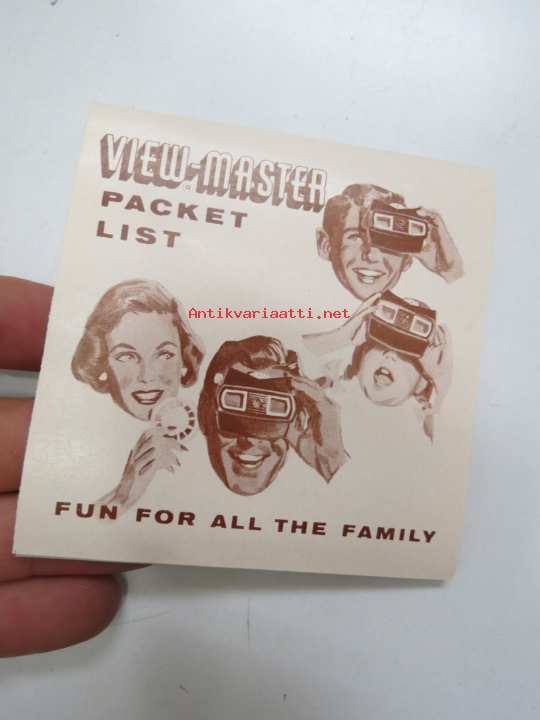 VIEW-MASTER
PACKET
LIST
Antikvariaatti.net
FUN FOR ALL THE FAMILY